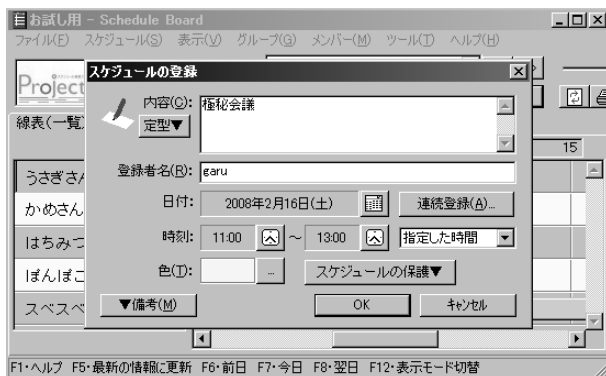 お試し用 - Schedule Board
ファイル(F) スケジュール(S) 表示(V) グループ(G) メンバー(M) ツール(T) ヘルプ(H)
Project
スケジュールの登録
内容(C):
極秘会議
定型▼
線表(一覧)
15
登録者名(R): garu
うさぎさん
日付: 2008年2月16日(土) 連続登録(A)...
かめさん
時刻: 11:00 ～ 13:00 指定した時間
はちみつ
色(T): ... スケジュールの保護▼
ぽんぽこ
▼備考(M) OK キャンセル
スベスベ
F1・ヘルプ F5・最新の情報に更新 F6・前日 F7・今日 F8・翌日 F12・表示モード切替